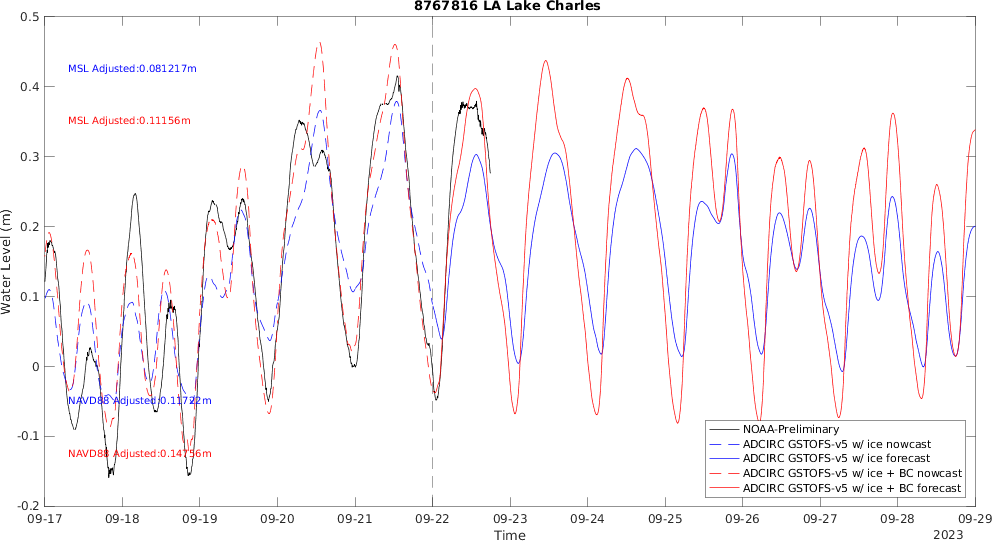 8767816 LA Lake Charles
0.5
0.4
0.3
0.2
0.1
0
-0.1
-0.2
Water Level (m)
MSL Adjusted:0.081217m
MSL Adjusted:0.11156m
NAVD88 Adjusted:0.11722m
NAVD88 Adjusted:0.14756m
NOAA-Preliminary
ADCIRC GSTOFS-v5 w/ ice nowcast
ADCIRC GSTOFS-v5 w/ ice forecast
ADCIRC GSTOFS-v5 w/ ice + BC nowcast
ADCIRC GSTOFS-v5 w/ ice + BC forecast
09-17 09-18 09-19 09-20 09-21 09-22 09-23 09-24 09-25 09-26 09-27 09-28 09-29
Time
2023